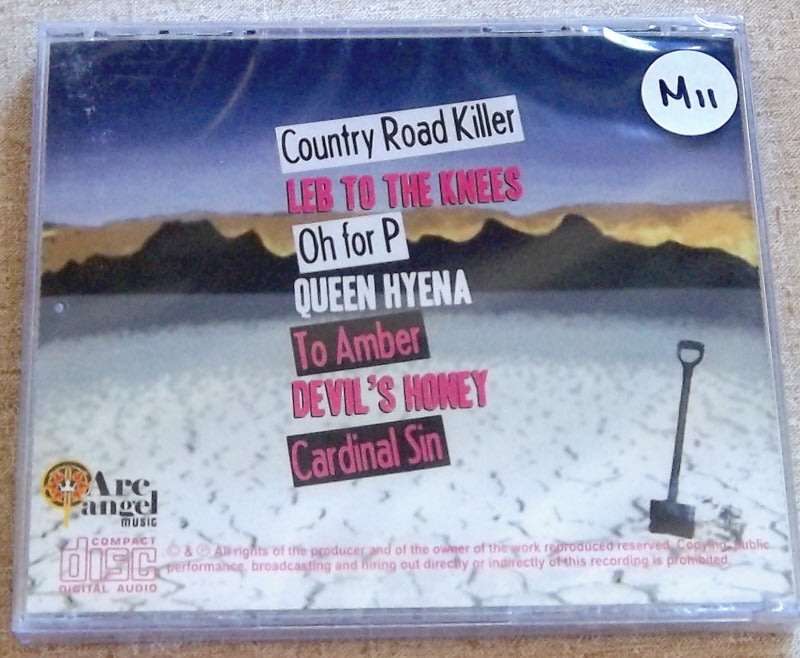 M11
Country Road Killer
LEB TO THE KNEES
Oh for P
QUEEN HYENA
To Amber
DEVIL'S HONEY
Cardinal Sin
Arc
angel
MUSIC
COMPACT
disc
DIGITAL AUDIO
© & ℗ All rights of the producer and of the owner of the work reproduced reserved. Copying, public
performance, broadcasting and hiring out directly or indirectly of this recording is prohibited.